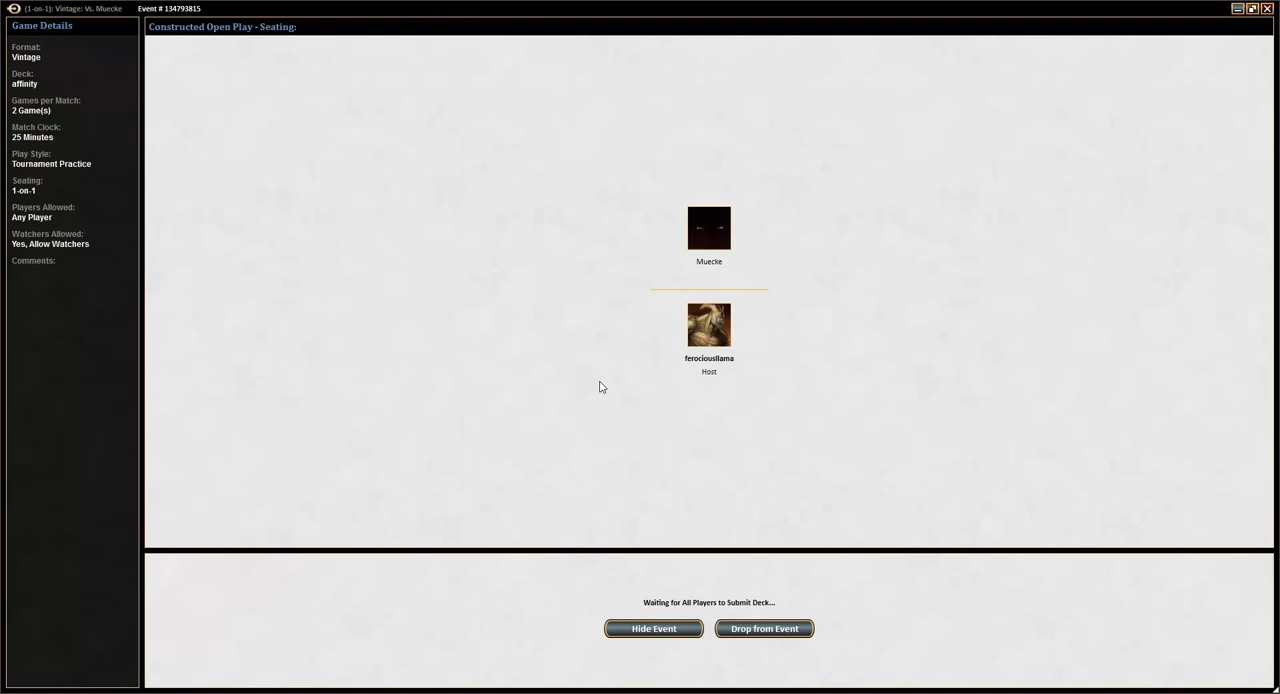 (1-on-1): Vintage: Vs. Muecke Event # 134793815
Game Details
Format:
Vintage
Deck:
affinity
Games per Match:
2 Game(s)
Match Clock:
25 Minutes
Play Style:
Tournament Practice
Seating:
1-on-1
Players Allowed:
Any Player
Watchers Allowed:
Yes, Allow Watchers
Comments:
Constructed Open Play - Seating:
Muecke
ferociousllama
Host
Waiting for All Players to Submit Deck...
Hide Event Drop from Event